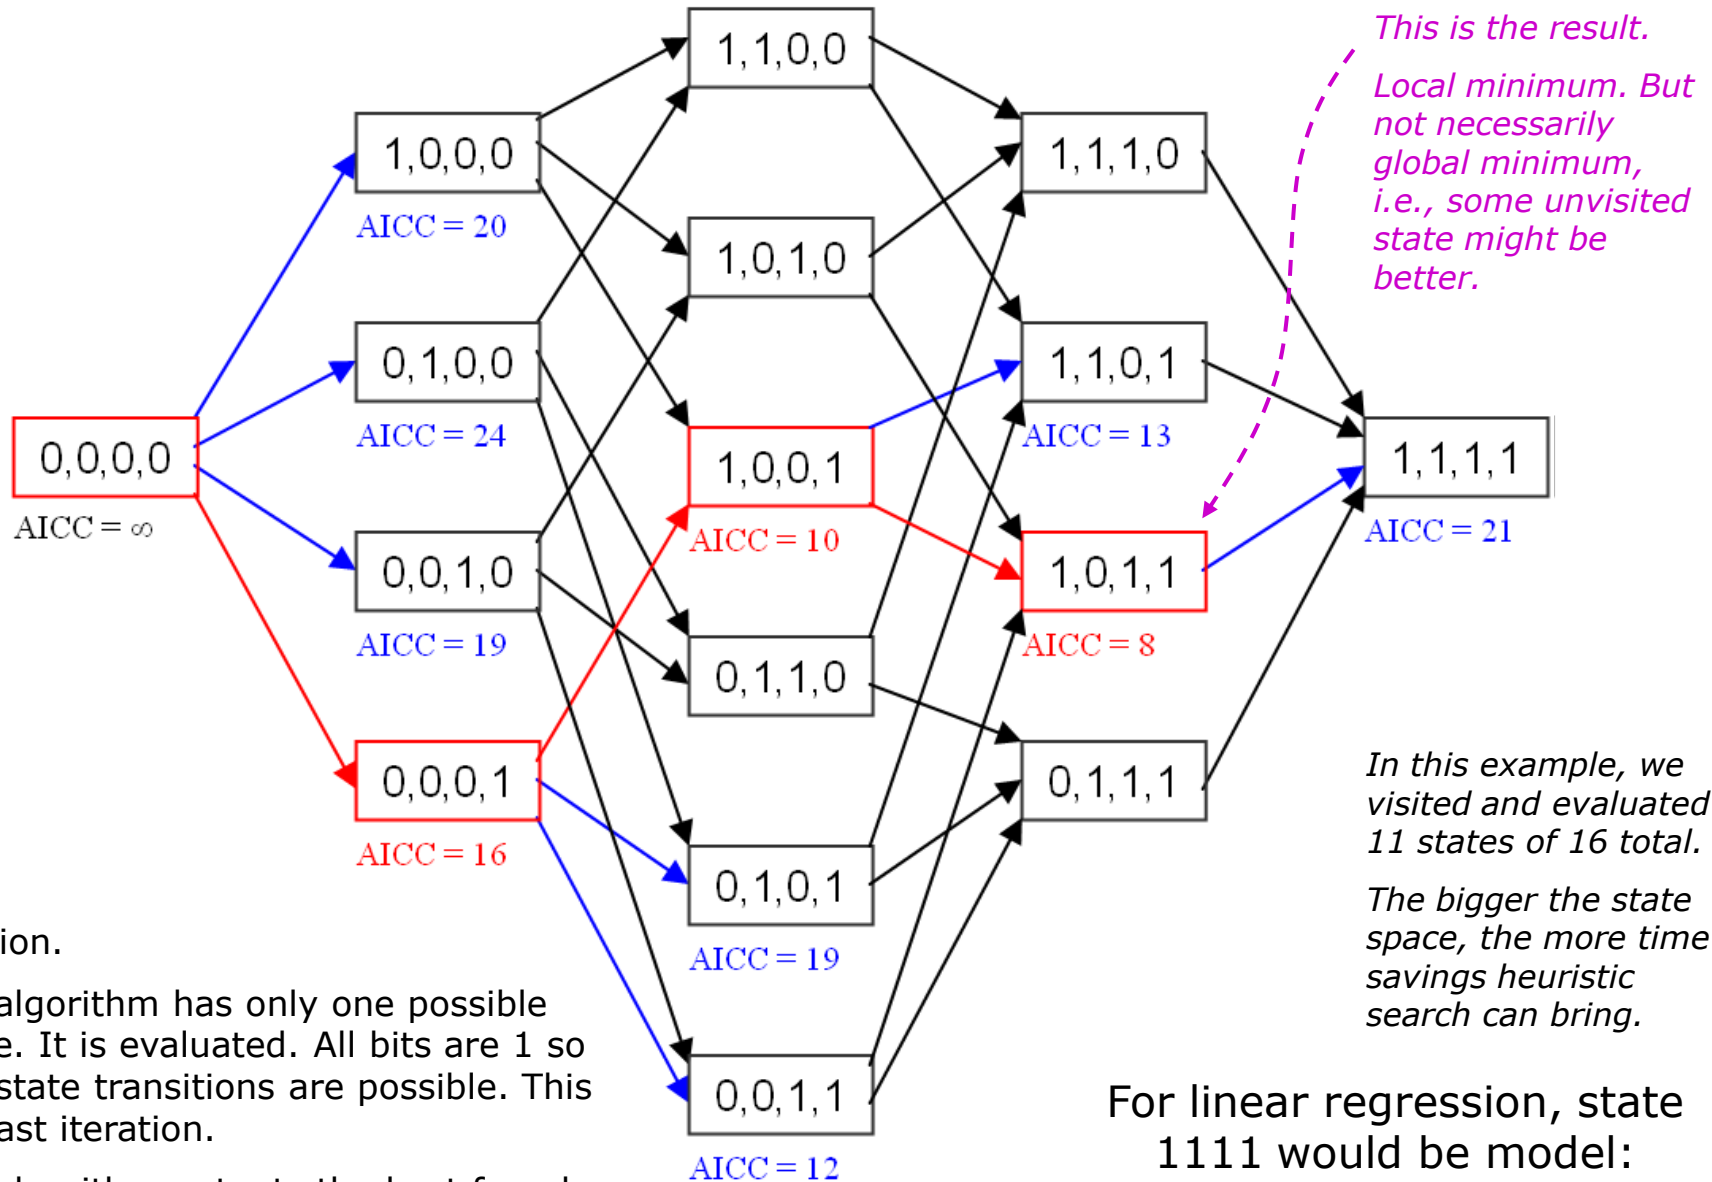 1,1,0,0
This is the result.
Local minimum. But
not necessarily
global minimum,
i.e., some unvisited
state might be
better.
1,0,0,0
AICC = 20
1,1,1,0
1,0,1,0
0,1,0,0
AICC = 24
1,1,0,1
AICC = 13
0,0,0,0
AICC = ∞
1,0,0,1
AICC = 10
1,1,1,1
AICC = 21
0,0,1,0
AICC = 19
1,0,1,1
AICC = 8
0,1,1,0
0,0,0,1
AICC = 16
0,1,1,1
In this example, we
visited and evaluated
11 states of 16 total.
The bigger the state
space, the more time
savings heuristic
search can bring.
0,1,0,1
AICC = 19
0,0,1,1
AICC = 12
ion.
algorithm has only one possible
e. It is evaluated. All bits are 1 so
state transitions are possible. This
ast iteration.
For linear regression, state
1111 would be model: